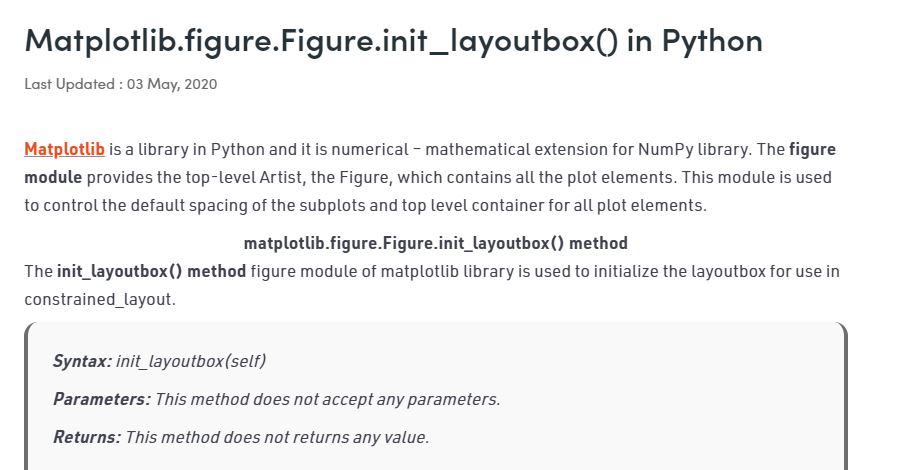 Matplotlib.figure.Figure.init_layoutbox() in Python
Last Updated : 03 May, 2020
Matplotlib is a library in Python and it is numerical – mathematical extension for NumPy library. The figure
module provides the top-level Artist, the Figure, which contains all the plot elements. This module is used
to control the default spacing of the subplots and top level container for all plot elements.
matplotlib.figure.Figure.init_layoutbox() method
The init_layoutbox() method figure module of matplotlib library is used to initialize the layoutbox for use in
constrained_layout.
Syntax: init_layoutbox(self)
Parameters: This method does not accept any parameters.
Returns: This method does not returns any value.